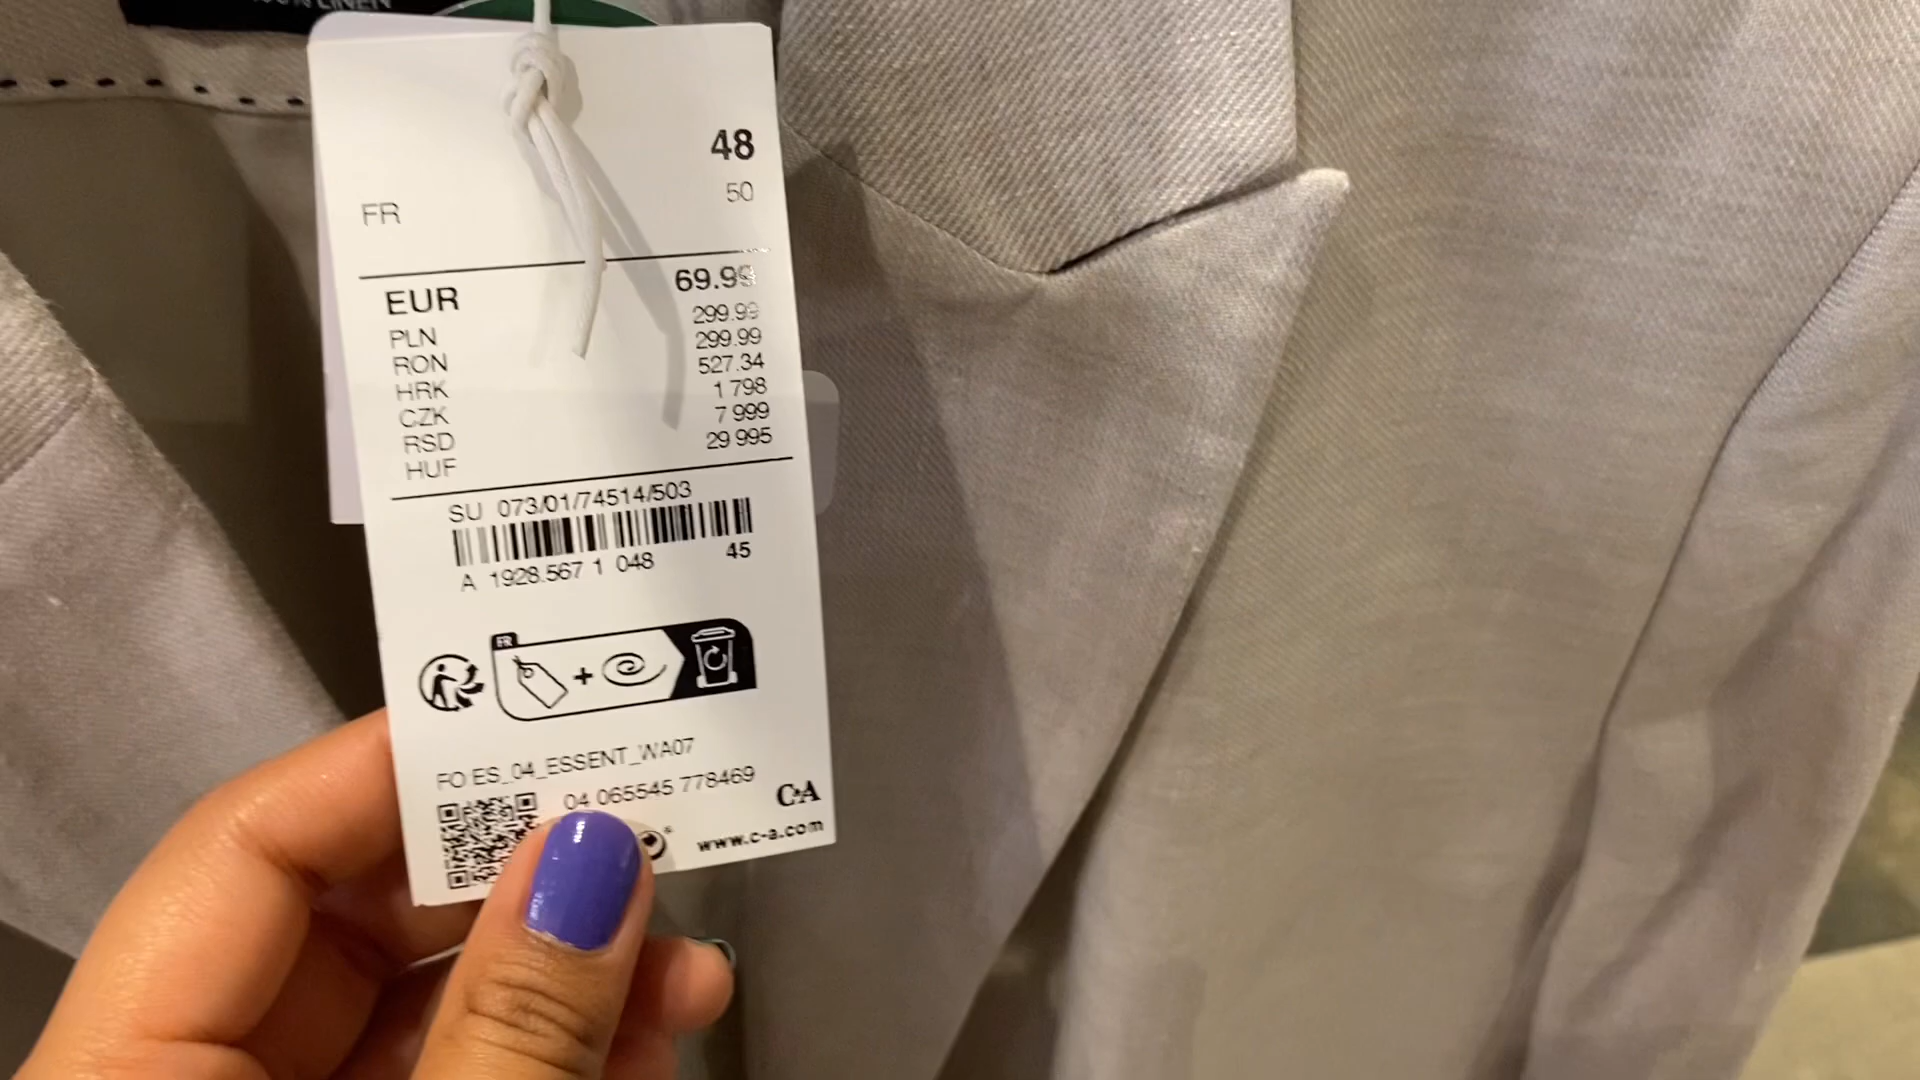 LINEN
48
50
FR
EUR 69.99
PLN 299.99
RON 299.99
HRK 527.34
CZK 1 798
RSD 7 999
HUF 29 995
SU 073/01/74514/503
A 1928.567 1 048 45
FR
+
FO ES_04_ESSENT_WA07
04 065545 778469
C&A
www.c-a.com